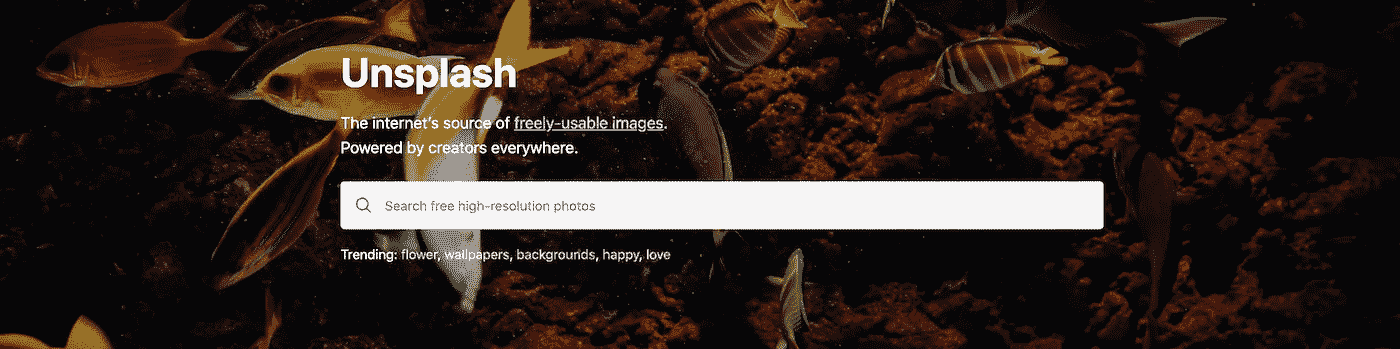 Unsplash
The internet’s source of freely-usable images.
Powered by creators everywhere.
Search free high-resolution photos
Trending: flower, wallpapers, backgrounds, happy, love